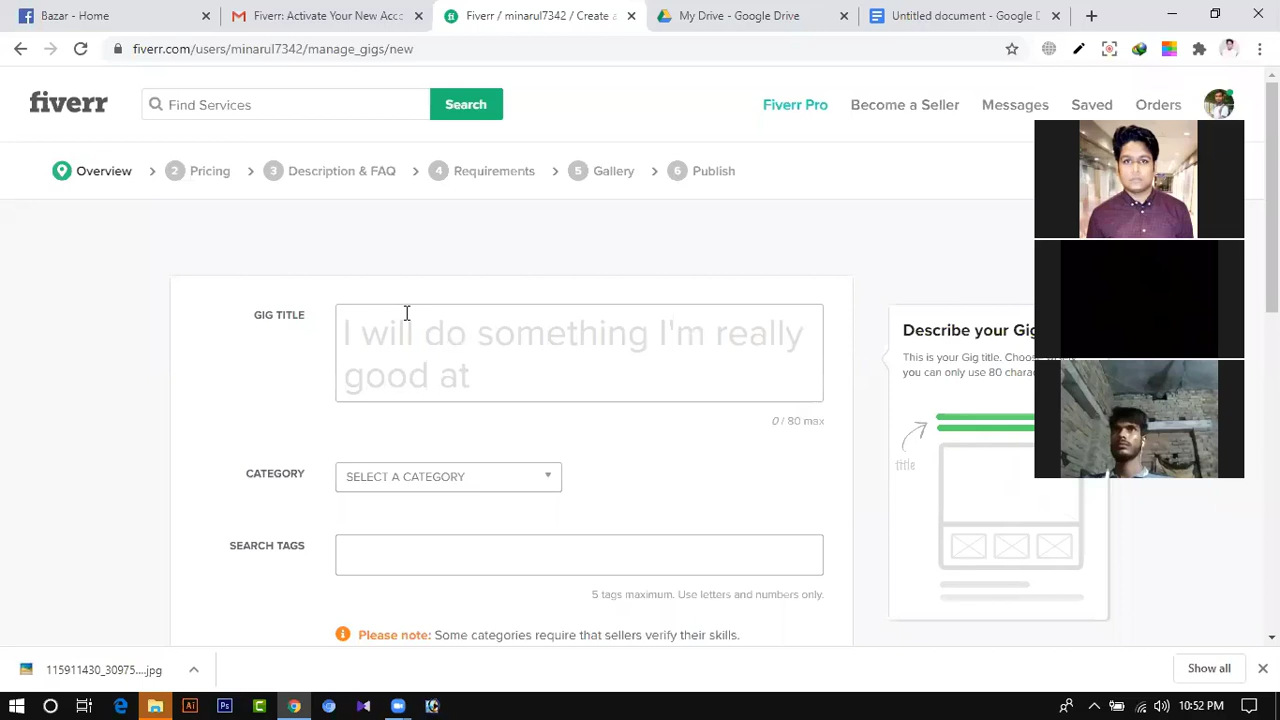 Bazar - Home
Fiverr: Activate Your New Acco
Fiverr / minarul7342 / Create a
My Drive - Google Drive
Untitled document - Google D
fiverr.com/users/minarul7342/manage_gigs/new
fiverr
Find Services
Search
Fiverr Pro
Become a Seller
Messages
Saved
Orders
Overview
2 Pricing
3 Description & FAQ
4 Requirements
5 Gallery
6 Publish
GIG TITLE
I will do something I'm really
good at
0 / 80 max
CATEGORY
SELECT A CATEGORY
SEARCH TAGS
5 tags maximum. Use letters and numbers only.
Please note: Some categories require that sellers verify their skills.
Describe your Gig
This is your Gig title. Choose
you can only use 80 chara
title
115911430_30975....jpg
Show all
10:52 PM